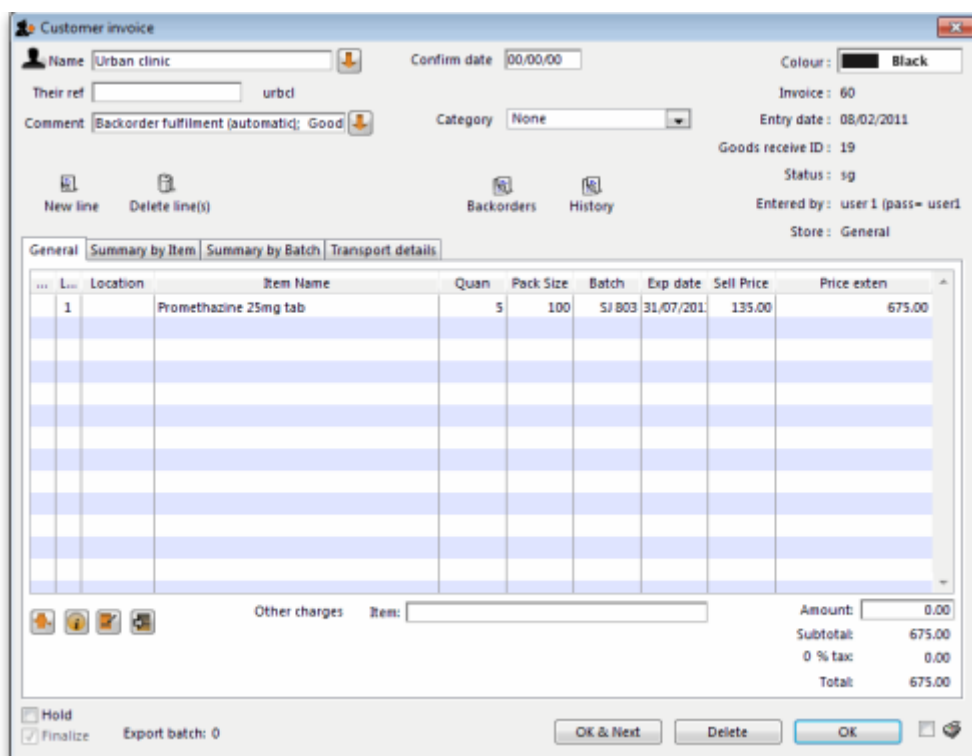 Customer invoice
Name Urban clinic Confirm date 00/00/00 Colour: Black
Their ref urbcl Invoice: 60
Comment Backorder fulfilment (automatic); Good Category None Entry date: 08/02/2011
Goods receive ID: 19
Status: sg
New line Delete line(s) Backorders History Entered by: user1 (pass= user1
Store: General
General Summary by Item Summary by Batch Transport details
... L... Location Item Name Quan Pack Size Batch Exp date Sell Price Price exten
1 Promethazine 25mg tab 5 100 SJ803 31/07/201 135.00 675.00
Other charges Item: Amount: 0.00
Subtotal: 675.00
0 % tax: 0.00
Total: 675.00
Hold
Finalize Export batch: 0 OK & Next Delete OK